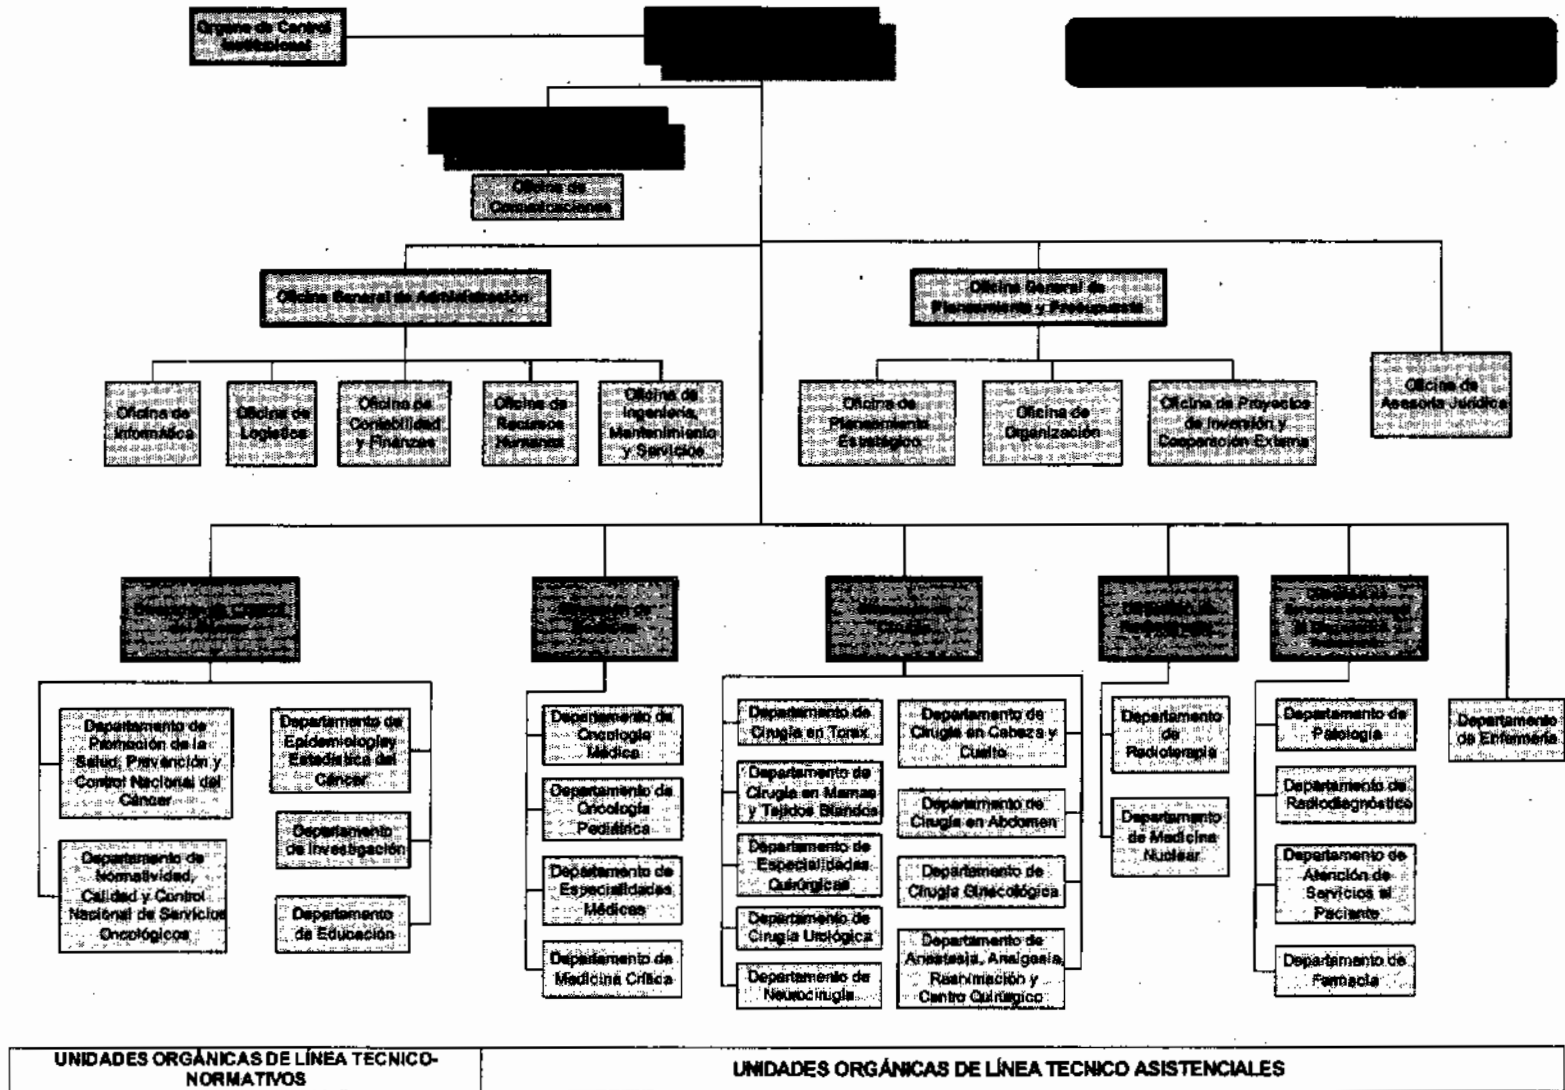 Organo de Control
Institucional
Oficina de
Comunicaciones
Oficina General de Administración
Oficina General de
Planeamiento y Presupuesto
Oficina de
Informática
Oficina de
Logística
Oficina de
Contabilidad
y Finanzas
Oficina de
Recursos
Humanos
Oficina de
Ingeniería,
Mantenimiento
y Servicios
Oficina de
Planeamiento
Estratégico
Oficina de
Organización
Oficina de Proyectos
de Inversión y
Cooperación Externa
Oficina de
Asesoría Jurídica
Departamento de
Promoción de la
Salud, Prevención y
Control Nacional del
Cáncer
Departamento de
Normatividad,
Calidad y Control
Nacional de Servicios
Oncológicos
Departamento de
Epidemiología y
Estadística del
Cáncer
Departamento
de Investigación
Departamento
de Educación
Departamento de
Oncología
Médica
Departamento de
Oncología
Pediátrica
Departamento de
Especialidades
Médicas
Departamento de
Medicina Crítica
Departamento de
Cirugía en Torax
Departamento de
Cirugía en Mamas
y Tejidos Blandos
Departamento de
Especialidades
Quirúrgicas
Departamento de
Cirugía Urológica
Departamento de
Neurocirugía
Departamento de
Cirugía en Cabeza y
Cuello
Departamento de
Cirugía en Abdomen
Departamento de
Cirugía Ginecológica
Departamento de
Anestesia, Analgesia,
Reanimación y
Centro Quirúrgico
Departamento
de
Radioterapia
Departamento
de Medicina
Nuclear
Departamento de
Patología
Departamento de
Radiodiagnóstico
Departamento de
Atención de
Servicios al
Paciente
Departamento de
Farmacia
Departamento
de Enfermería
UNIDADES ORGÁNICAS DE LÍNEA TECNICO-
NORMATIVOS
UNIDADES ORGÁNICAS DE LÍNEA TECNICO ASISTENCIALES